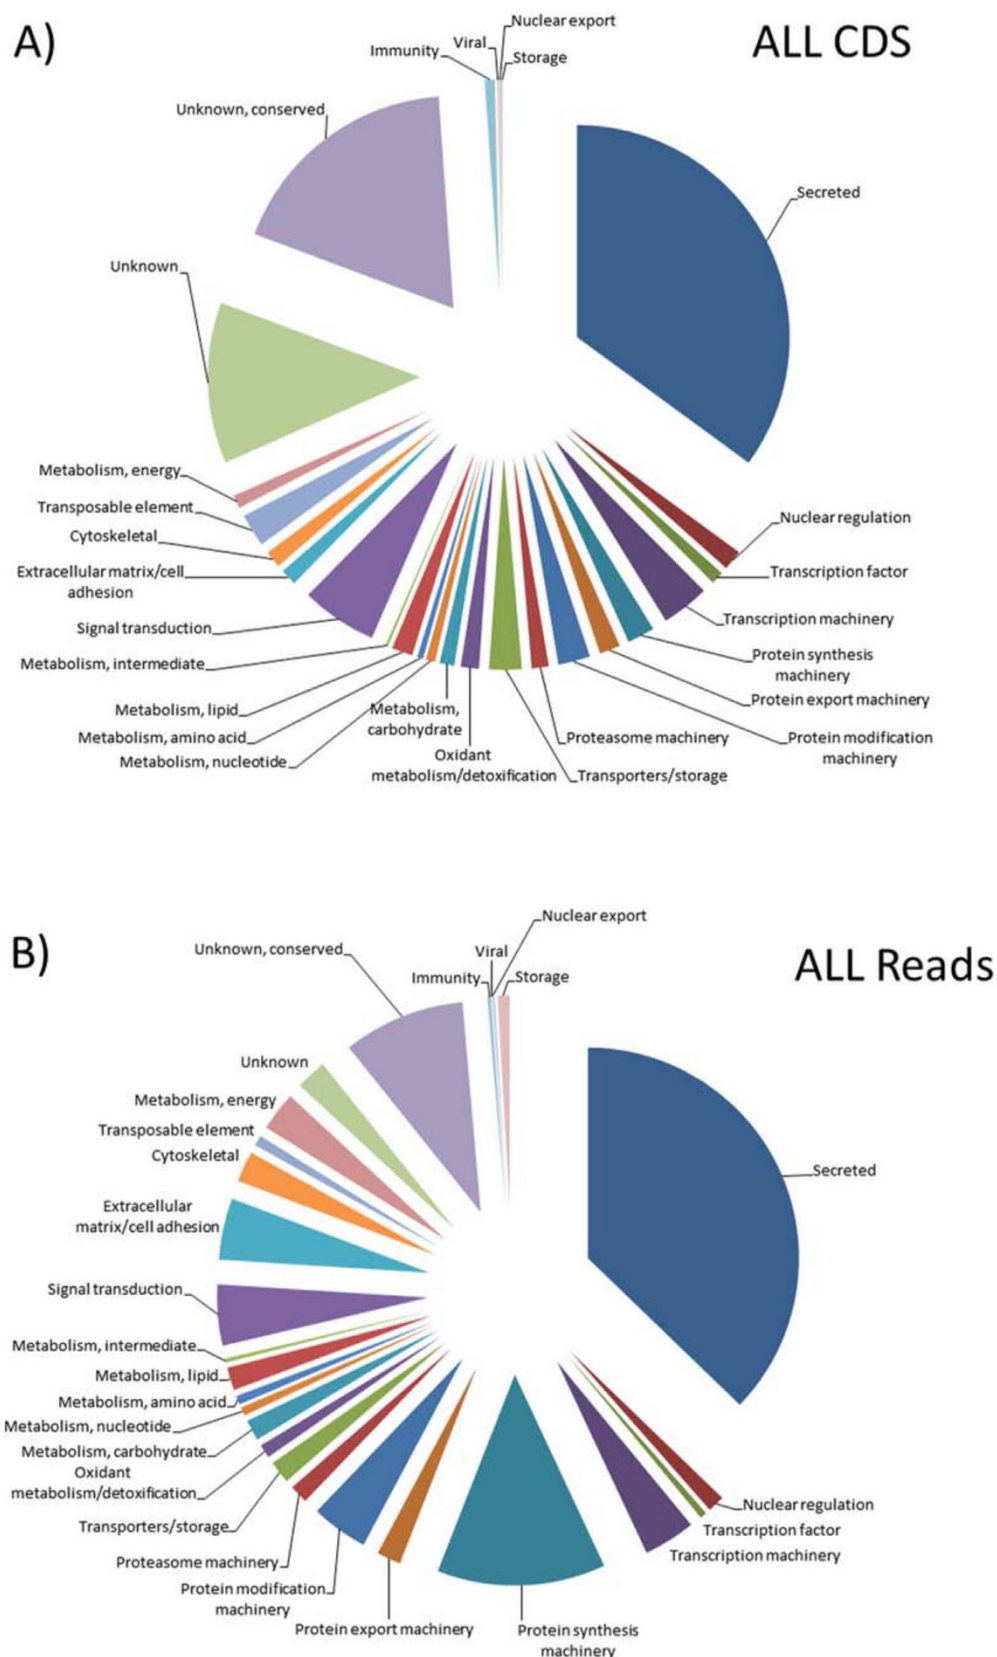 A)
ALL CDS
Nuclear export
Viral
Immunity
Storage
Unknown, conserved
Secreted
Unknown
Metabolism, energy
Transposable element
Cytoskeletal
Extracellular matrix/cell
adhesion
Signal transduction
Metabolism, intermediate
Metabolism, lipid
Metabolism, amino acid
Metabolism, nucleotide
Metabolism,
carbohydrate
Oxidant
metabolism/detoxification
Nuclear regulation
Transcription factor
Transcription machinery
Protein synthesis
machinery
Protein export machinery
Protein modification
machinery
Proteasome machinery
Transporters/storage
B)
ALL Reads
Nuclear export
Viral
Immunity
Storage
Unknown, conserved
Unknown
Metabolism, energy
Transposable element
Cytoskeletal
Extracellular
matrix/cell adhesion
Secreted
Signal transduction
Metabolism, intermediate
Metabolism, lipid
Metabolism, amino acid
Metabolism, nucleotide
Metabolism, carbohydrate
Oxidant
metabolism/detoxification
Transporters/storage
Proteasome machinery
Protein modification
machinery
Protein export machinery
Protein synthesis
machinery
Nuclear regulation
Transcription factor
Transcription machinery